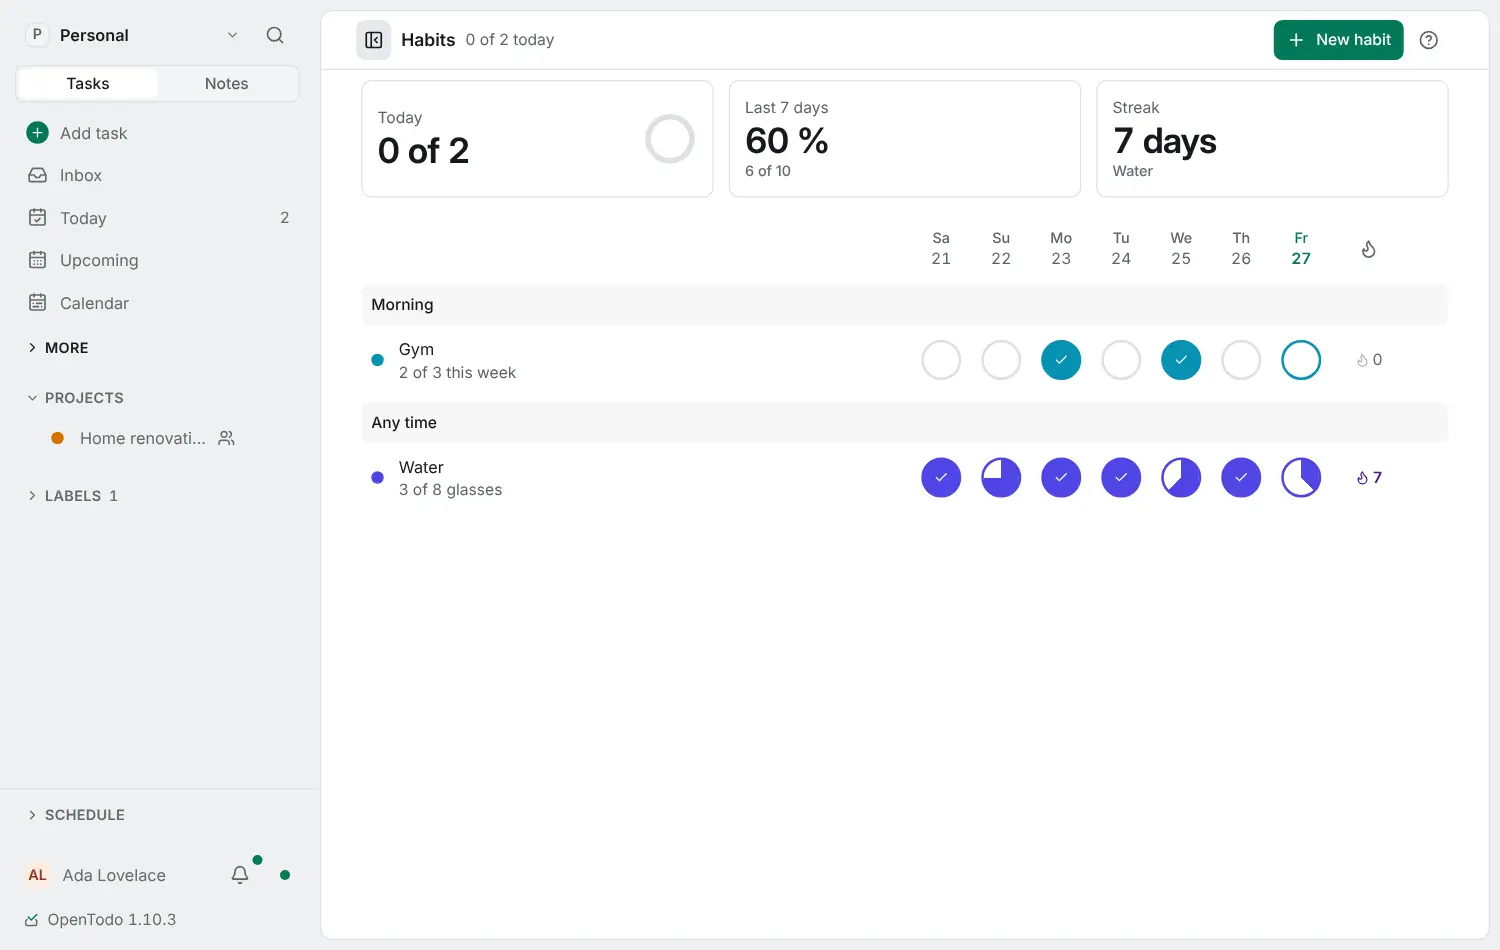 P Personal
Tasks Notes
Add task
Inbox
Today 2
Upcoming
Calendar
MORE
PROJECTS
Home renovati...
LABELS 1
SCHEDULE
AL Ada Lovelace
OpenTodo 1.10.3
Habits 0 of 2 today
New habit
Today
0 of 2
Last 7 days
60 %
6 of 10
Streak
7 days
Water
Sa Su Mo Tu We Th Fr
21 22 23 24 25 26 27
Morning
Gym
2 of 3 this week
0
Any time
Water
3 of 8 glasses
7